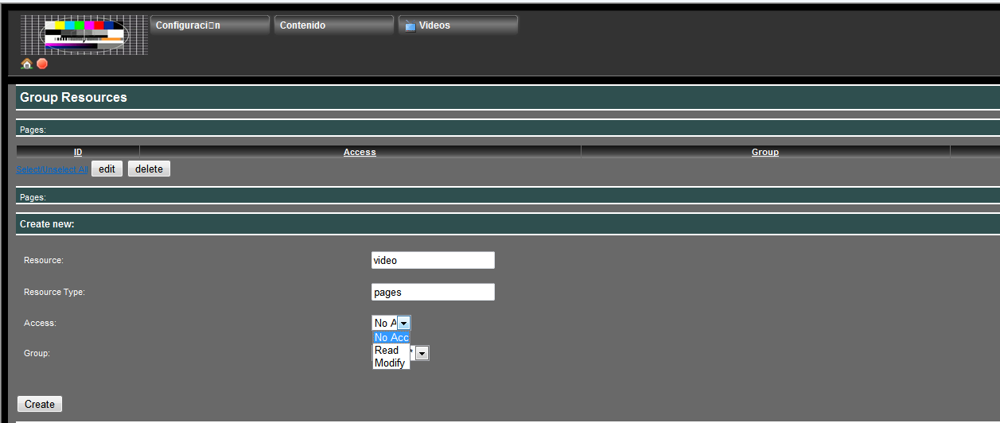 Configuraci□n Contenido Videos
Group Resources
Pages:
ID Access Group
Select/Unselect All edit delete
Pages:
Create new:
Resource: video
Resource Type: pages
Access: No A
No Acc
Read
Group: *
Modify
Create